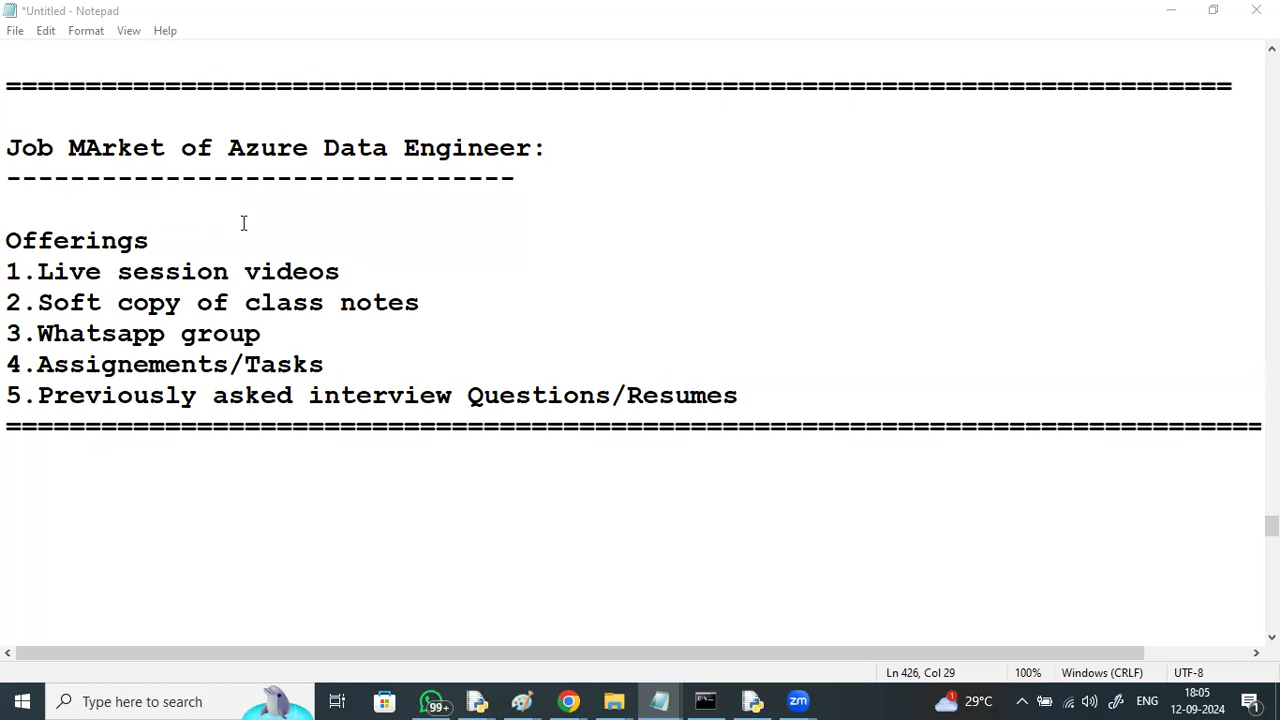 *Untitled - Notepad
File Edit Format View Help
==============================================================================
Job MArket of Azure Data Engineer:
--------------------------------
Offerings
1.Live session videos
2.Soft copy of class notes
3.Whatsapp group
4.Assignements/Tasks
5.Previously asked interview Questions/Resumes
================================================================================
Ln 426, Col 29 100% Windows (CRLF) UTF-8
Type here to search 99+ zm 1 29°C ENG 18:05 1
12-09-2024